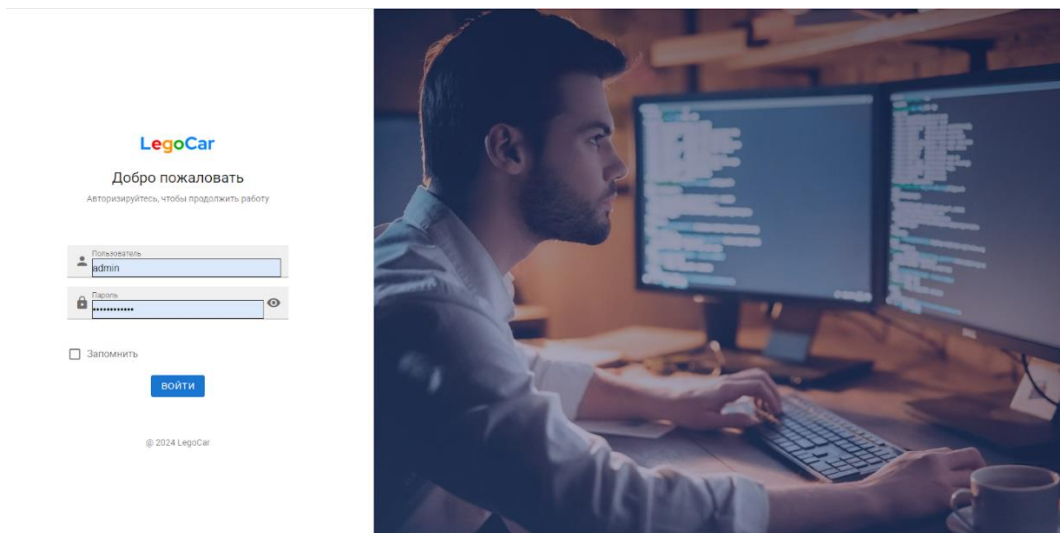 LegoCar
Добро пожаловать
Авторизируйтесь, чтобы продолжить работу
Пользователь
admin
Пароль
••••••••••••
Запомнить
ВОЙТИ
@ 2024 LegoCar